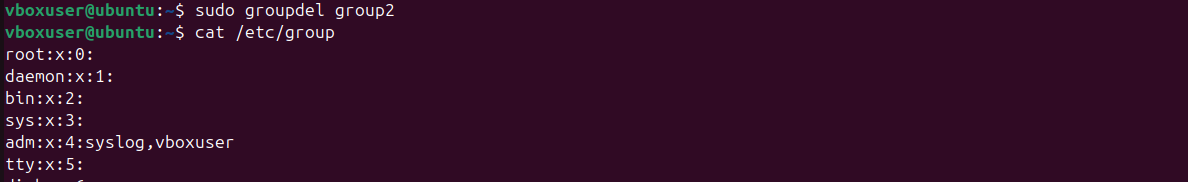 vboxuser@ubuntu:~$ sudo groupdel group2
vboxuser@ubuntu:~$ cat /etc/group
root:x:0:
daemon:x:1:
bin:x:2:
sys:x:3:
adm:x:4:syslog,vboxuser
tty:x:5: